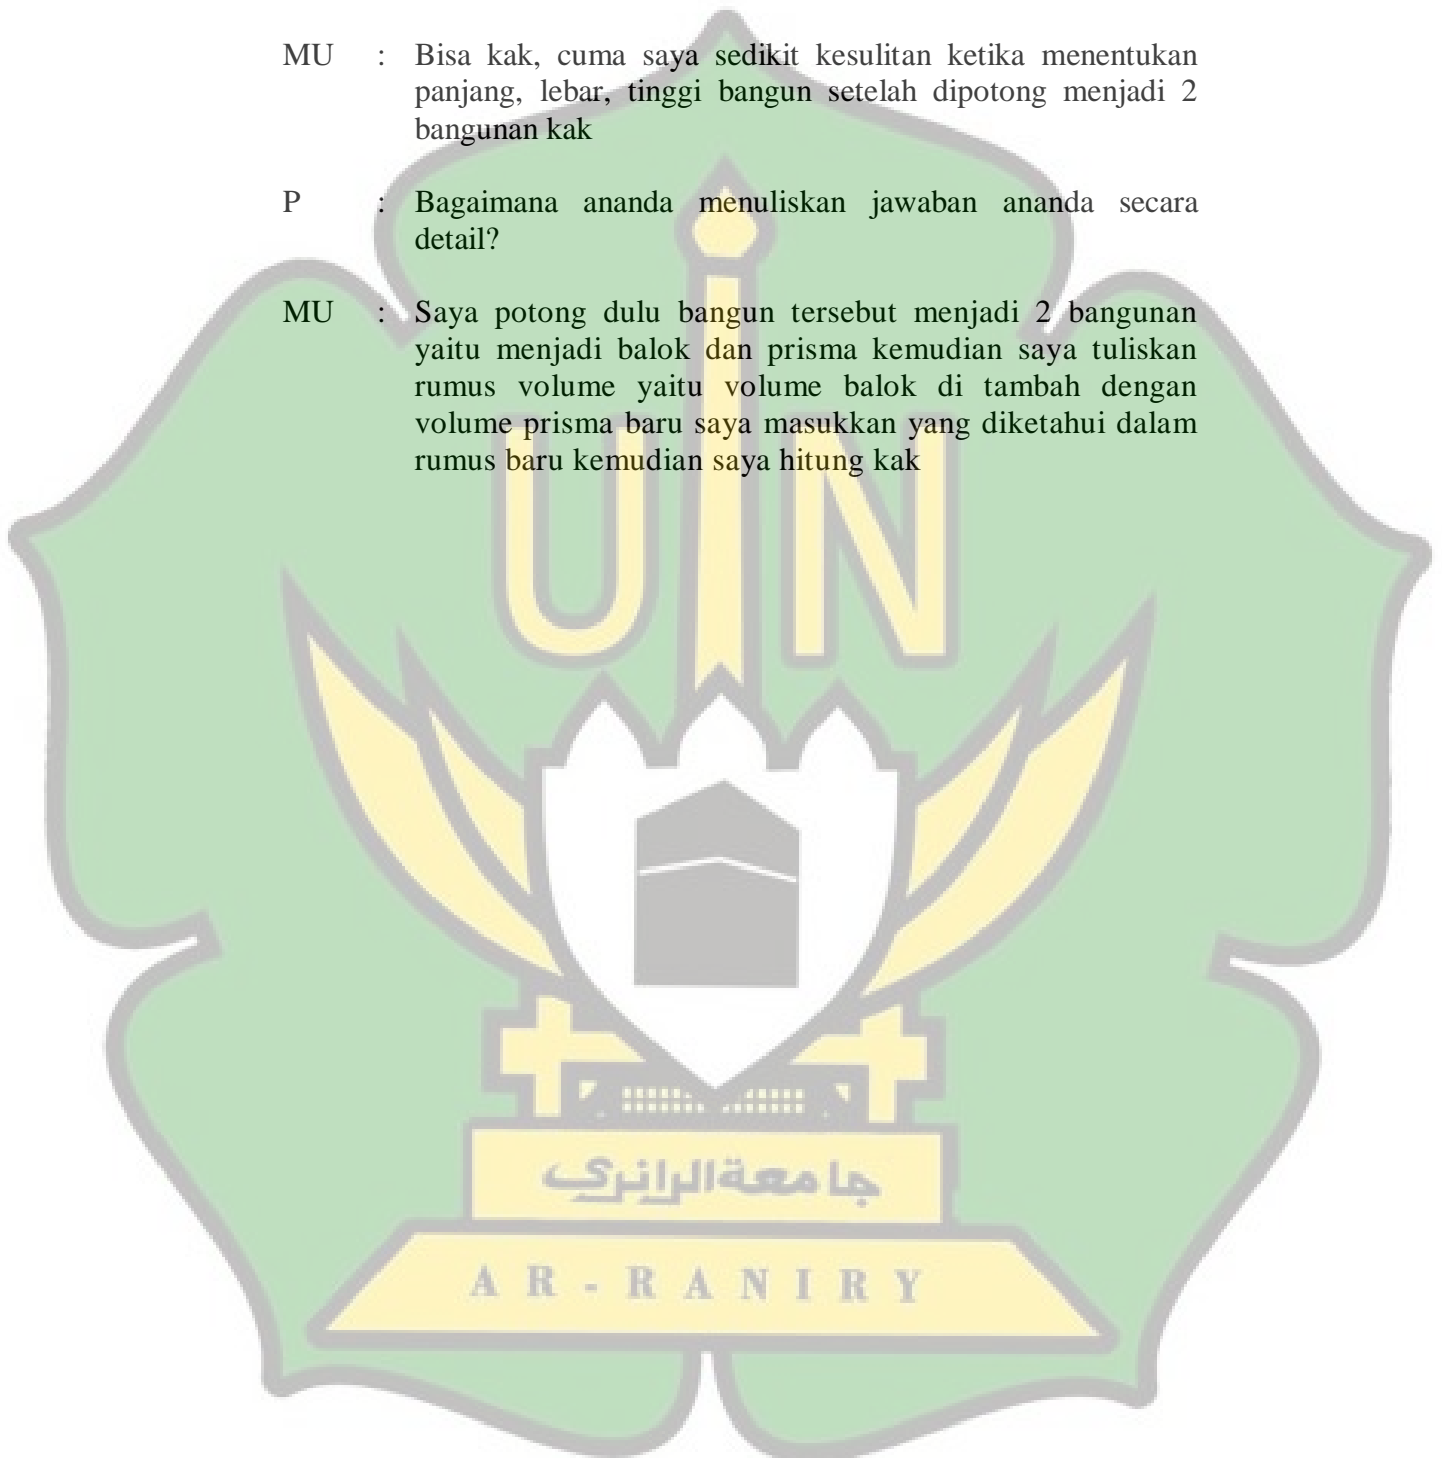 MU : Bisa kak, cuma saya sedikit kesulitan ketika menentukan
panjang, lebar, tinggi bangun setelah dipotong menjadi 2
bangunan kak
P : Bagaimana ananda menuliskan jawaban ananda secara
detail?
MU : Saya potong dulu bangun tersebut menjadi 2 bangunan
yaitu menjadi balok dan prisma kemudian saya tuliskan
rumus volume yaitu volume balok di tambah dengan
volume prisma baru saya masukkan yang diketahui dalam
rumus baru kemudian saya hitung kak
UIN
جامعة الرانري
AR-RANIRY